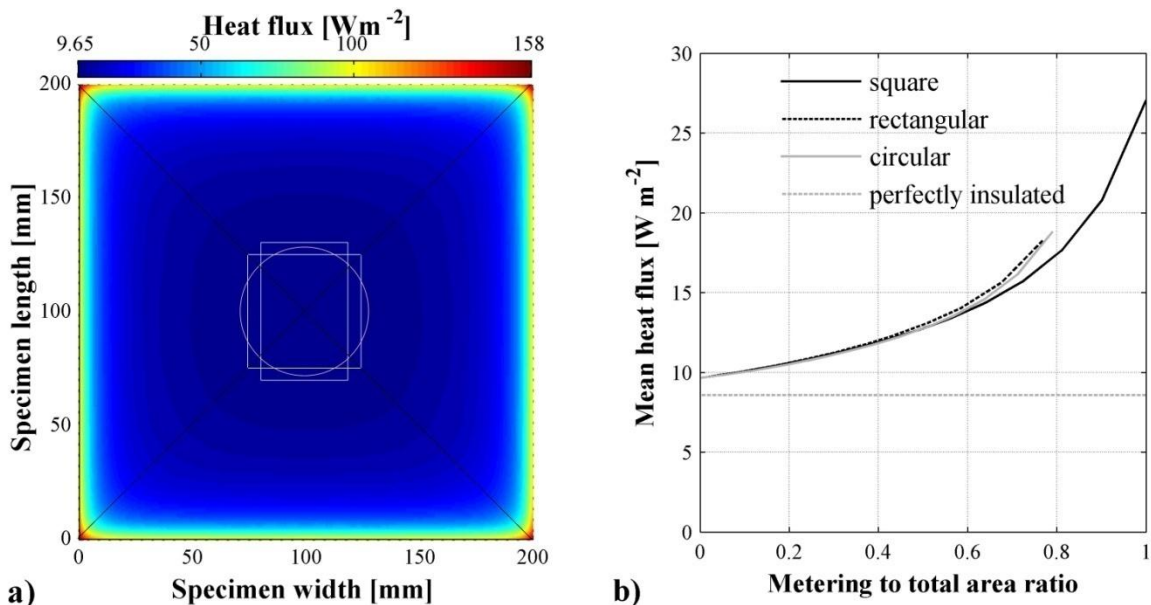 Heat flux [Wm-2]
9.65 50 100 158
200
150
100
50
0
Specimen length [mm]
0 50 100 150 200
Specimen width [mm]
a)
30
25
20
15
10
5
0
Mean heat flux [W m-2]
square
rectangular
circular
perfectly insulated
0 0.2 0.4 0.6 0.8 1
Metering to total area ratio
b)